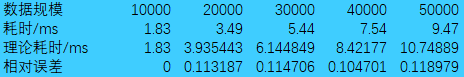 数据规模 10000 20000 30000 40000 50000
耗时/ms 1.83 3.49 5.44 7.54 9.47
理论耗时/ms 1.83 3.935443 6.144849 8.42177 10.74889
相对误差 0 0.113187 0.114706 0.104701 0.118979